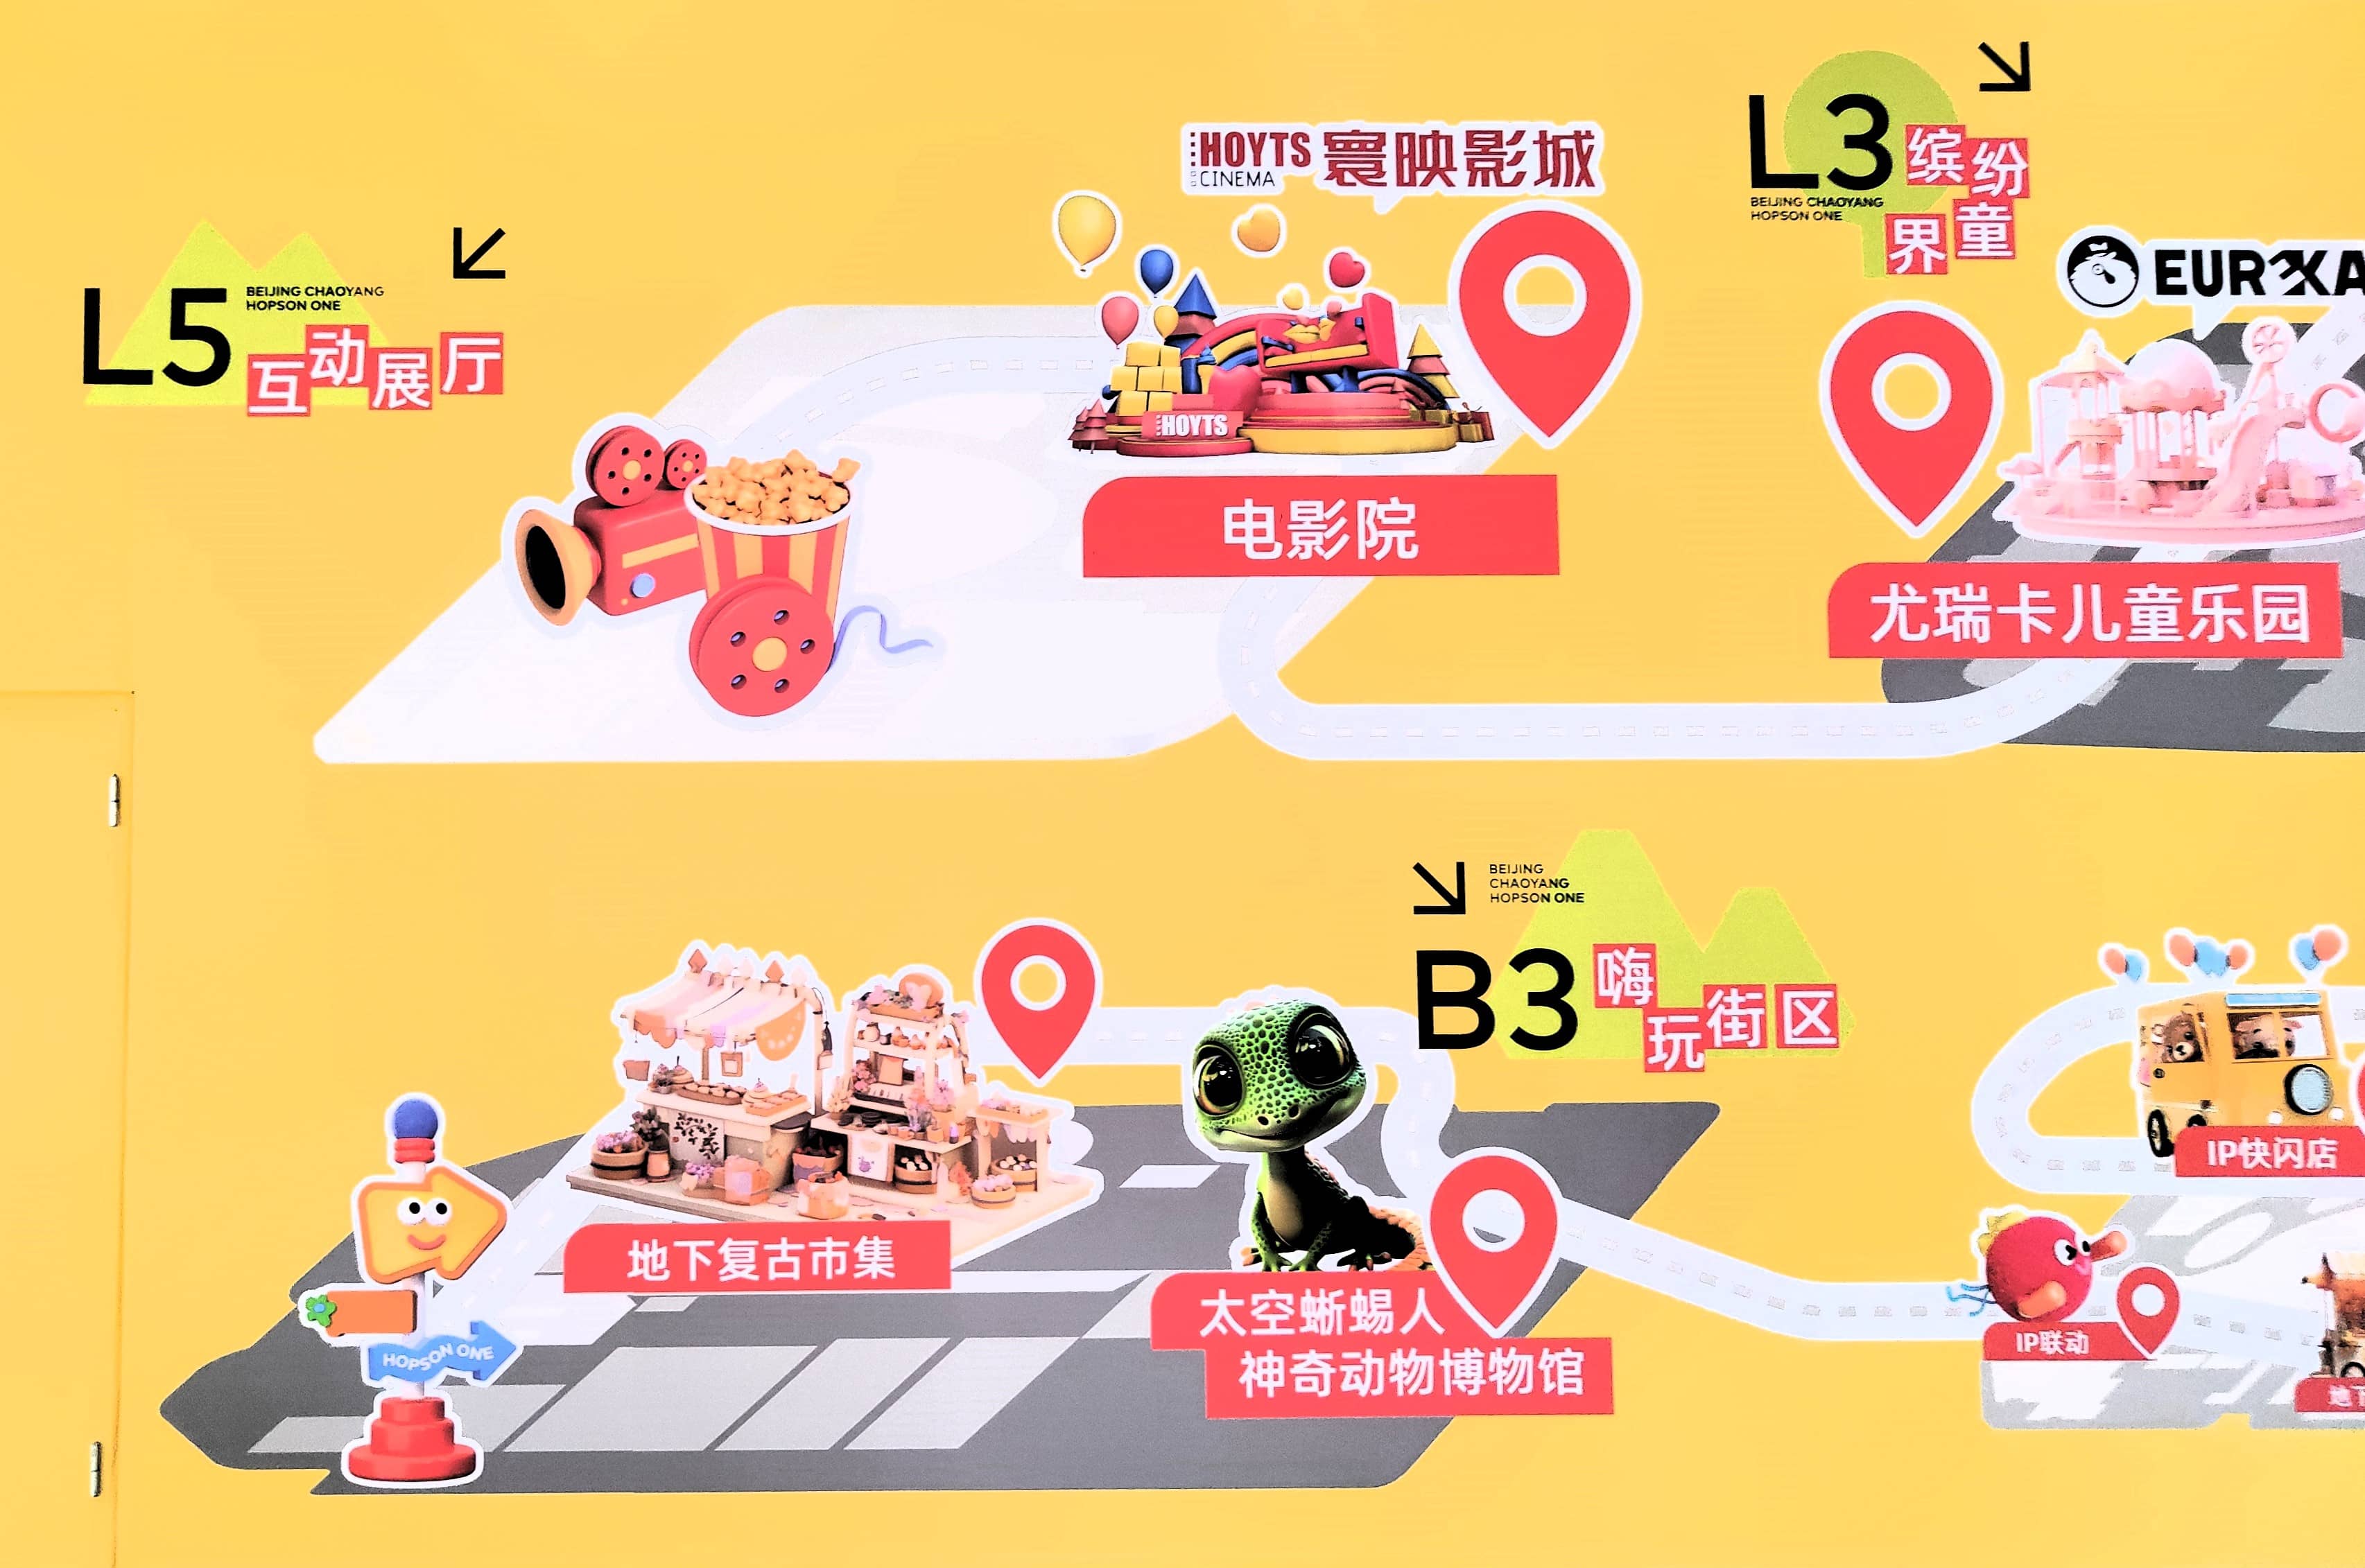 HOYTS 寰映影城
CINEMA
L3
缤纷
童界
BEIJING CHAOYANG
HOPSON ONE
L5
BEIJING CHAOYANG
HOPSON ONE
互动展厅
HOYTS
电影院
尤瑞卡儿童乐园
BEIJING
CHAOYANG
HOPSON ONE
B3
嗨玩街区
IP快闪店
地下复古市集
太空蜥蜴人
神奇动物博物馆
IP联动
HOPSON ONE